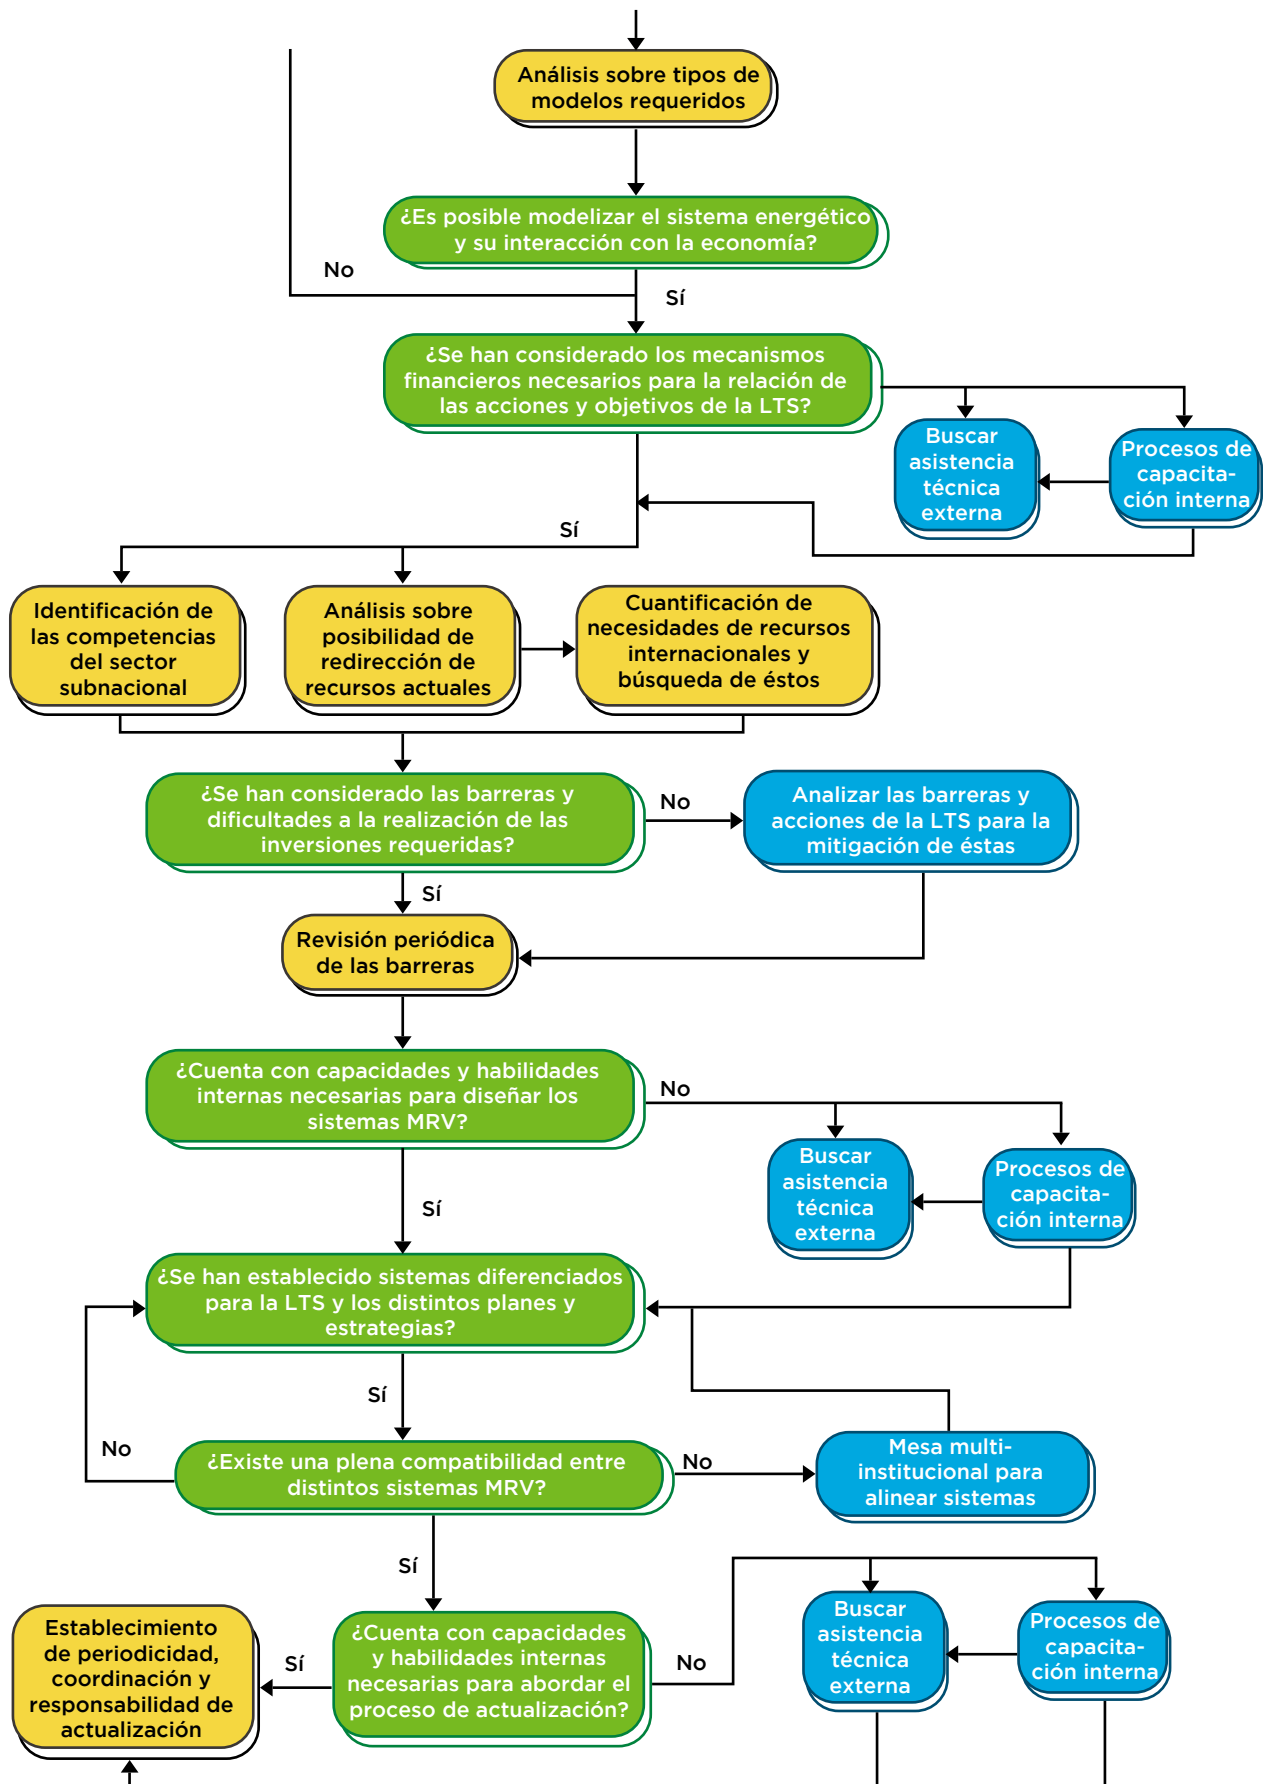 Análisis sobre tipos de
modelos requeridos
¿Es posible modelizar el sistema energético
y su interacción con la economía?
No
Sí
¿Se han considerado los mecanismos
financieros necesarios para la relación de
las acciones y objetivos de la LTS?
Buscar
asistencia
técnica
externa
Procesos de
capacita-
ción interna
Sí
Identificación de
las competencias
del sector
subnacional
Análisis sobre
posibilidad de
redirección de
recursos actuales
Cuantificación de
necesidades de recursos
internacionales y
búsqueda de éstos
¿Se han considerado las barreras y
dificultades a la realización de las
inversiones requeridas?
No
Analizar las barreras y
acciones de la LTS para la
mitigación de éstas
Sí
Revisión periódica
de las barreras
¿Cuenta con capacidades y habilidades
internas necesarias para diseñar los
sistemas MRV?
No
Buscar
asistencia
técnica
externa
Procesos de
capacita-
ción interna
Sí
¿Se han establecido sistemas diferenciados
para la LTS y los distintos planes y
estrategias?
Sí
No
¿Existe una plena compatibilidad entre
distintos sistemas MRV?
No
Mesa multi-
institucional para
alinear sistemas
Sí
Establecimiento
de periodicidad,
coordinación y
responsabilidad de
actualización
Sí
¿Cuenta con capacidades
y habilidades internas
necesarias para abordar el
proceso de actualización?
No
Buscar
asistencia
técnica
externa
Procesos de
capacita-
ción interna